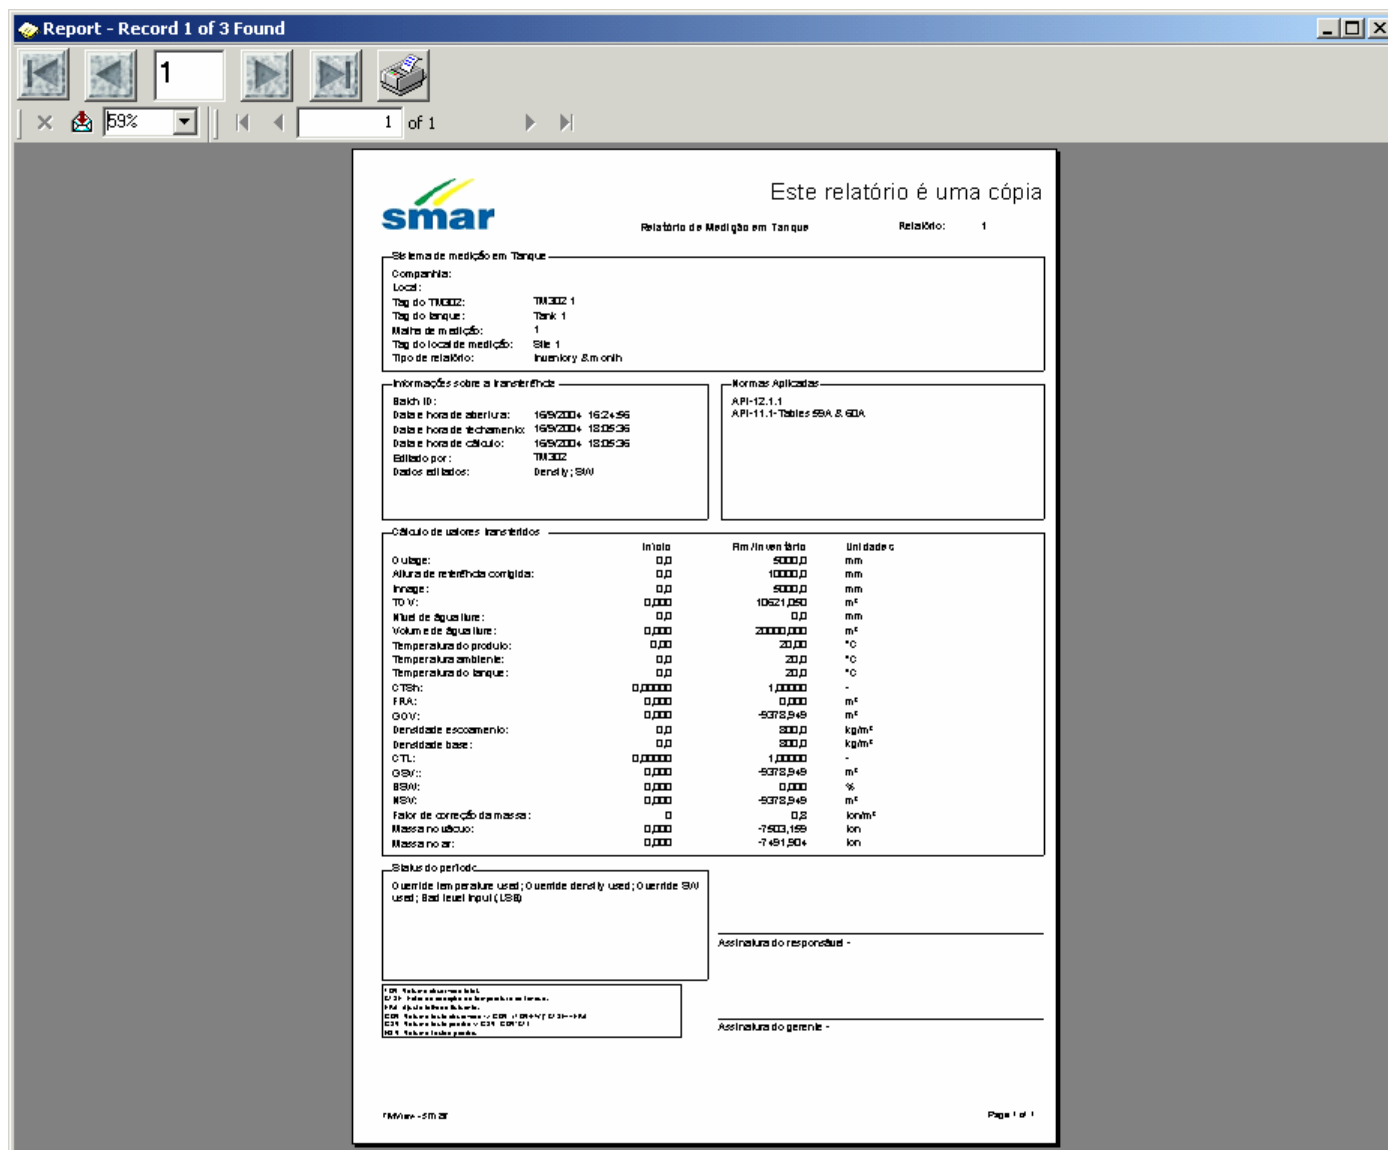 Report - Record 1 of 3 Found
1
59%
1 of 1
smar
Este relatório é uma cópia
Relatório de Medição em Tanque
Relatório: 1
Sistema de medição em Tanque
Companhia:
Local:
Tag do TM302: TM302 1
Tag do tanque: Tank 1
Malha de medição: 1
Tag do local de medição: Site 1
Tipo de relatório: Inventory &month
Informações sobre a transferência
Batch ID:
Data e hora de abertura: 16/9/2004 16:24:56
Data e hora de fechamento: 16/9/2004 18:05:36
Data e hora de cálculo: 16/9/2004 18:05:36
Editado por: TM302
Dados editados: Density; SW
Normas Aplicadas
API-12.1.1
API-11.1-Tables 59A & 60A
Cálculo de valores transferidos
Início Fim/Inventário Unidades
Outage: 0,0 5000,0 mm
Altura de referência corrigida: 0,0 10000,0 mm
Innage: 0,0 5000,0 mm
TOV: 0,000 10621,050 m³
Nível de água livre: 0,0 0,0 mm
Volume de água livre: 0,000 20000,000 m³
Temperatura do produto: 0,00 20,00 °C
Temperatura ambiente: 0,0 20,0 °C
Temperatura do tanque: 0,0 20,0 °C
CTSh: 0,00000 1,00000 -
FRA: 0,000 0,000 m³
GOV: 0,000 -9378,949 m³
Densidade escoamento: 0,0 800,0 kg/m³
Densidade base: 0,0 800,0 kg/m³
CTL: 0,00000 1,00000 -
GSV:: 0,000 -9378,949 m³
BSW: 0,000 0,000 %
NSV: 0,000 -9378,949 m³
Fator de correção da massa: 0 0,8 ton/m³
Massa no vácuo: 0,000 -7503,159 ton
Massa no ar: 0,000 -7491,904 ton
Status do período
Override temperature used; Override density used; Override SW
used; Bad level input (LSB)
Assinatura do responsável -
Assinatura do gerente -
TMView - smar
Page 1 of 1